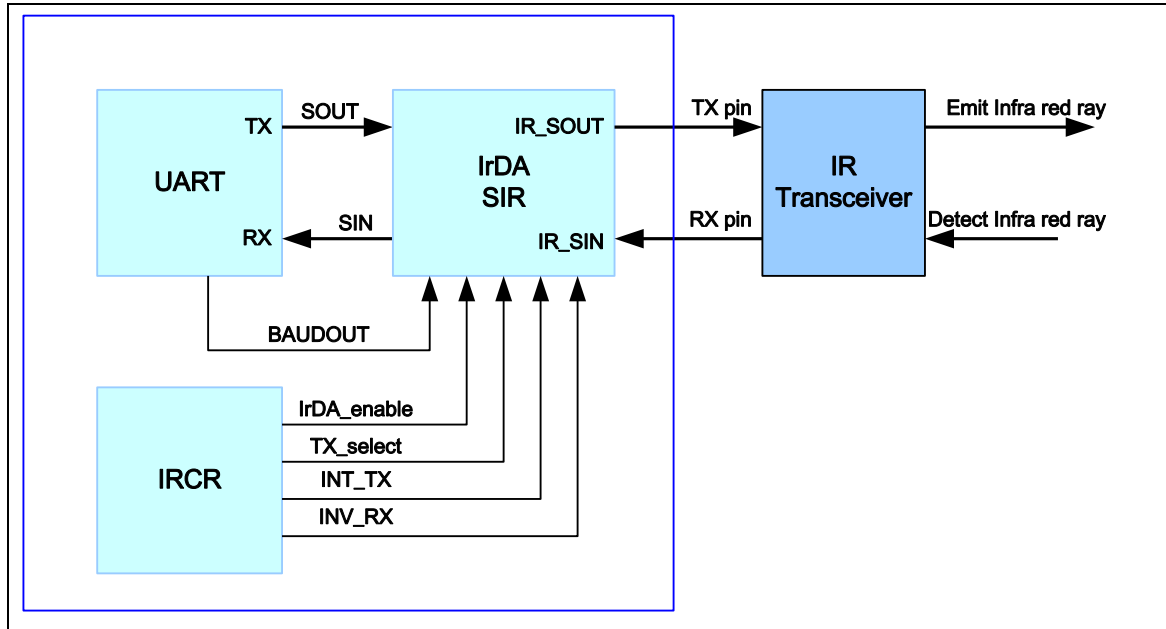 SOUT
TX
UART
RX
SIN
IR_SOUT
IrDA
SIR
IR_SIN
TX pin
RX pin
IR
Transceiver
Emit Infra red ray
Detect Infra red ray
BAUDOUT
IRCR
IrDA_enable
TX_select
INT_TX
INV_RX